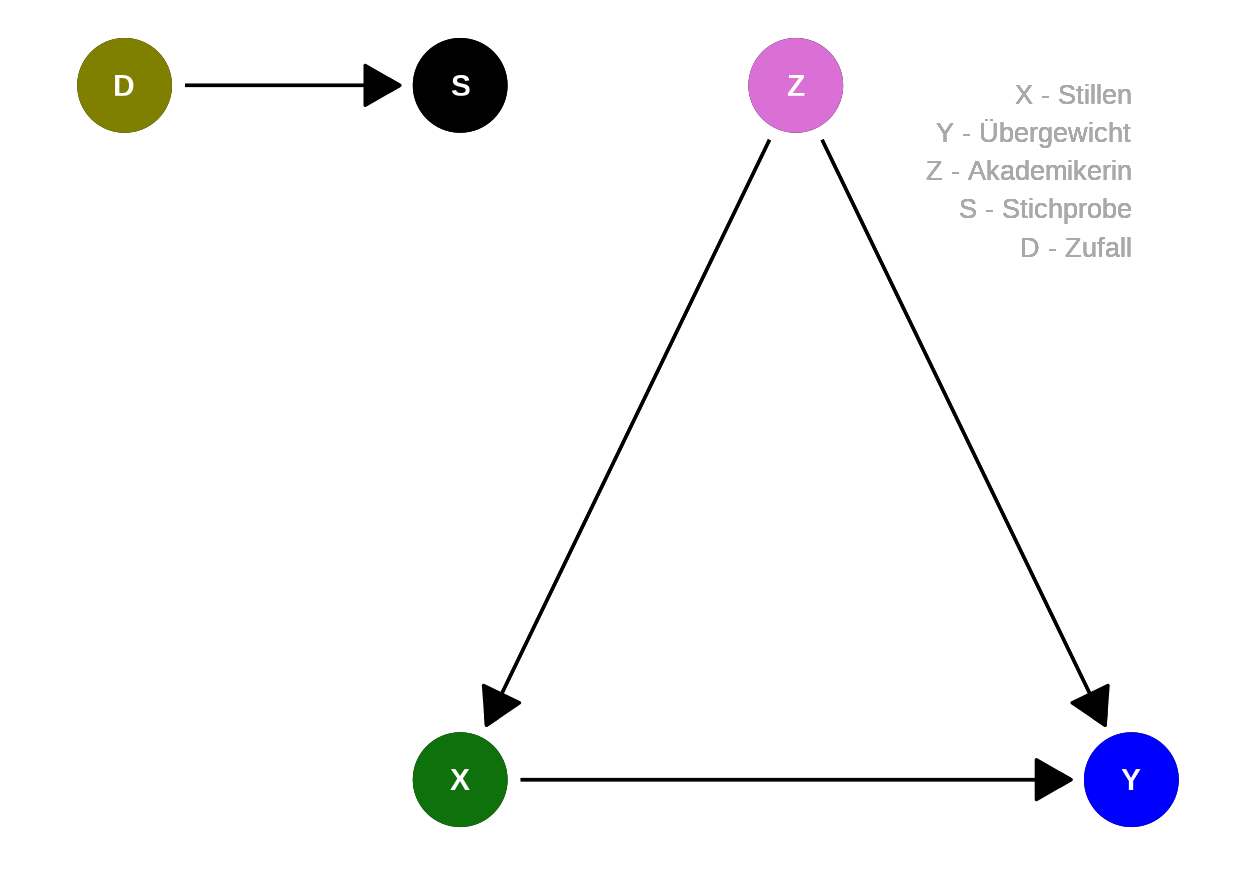 D
S
Z
X - Stillen
Y - Übergewicht
Z - Akademikerin
S - Stichprobe
D - Zufall
X
Y